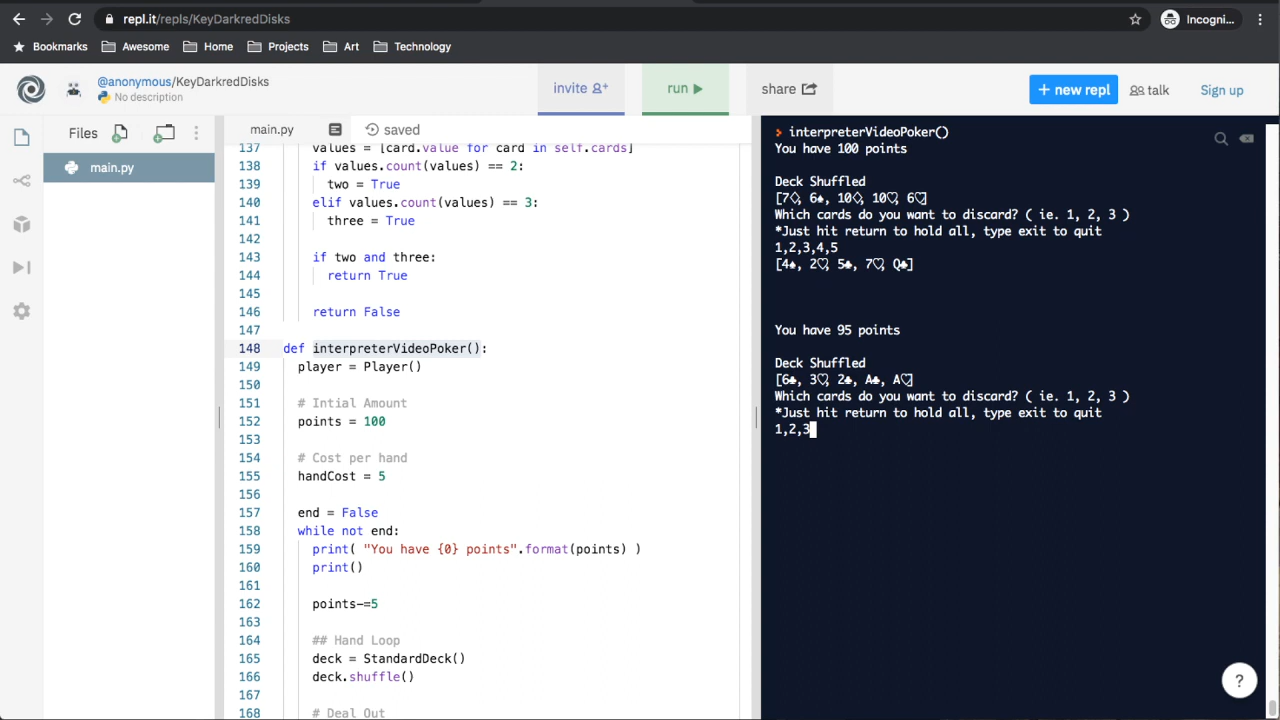 repl.it/repls/KeyDarkredDisks
Incogni...
Bookmarks Awesome Home Projects Art Technology
@anonymous/KeyDarkredDisks
No description
invite
run
share
+ new repl
talk
Sign up
Files
main.py
main.py
saved
137 values = [card.value for card in self.cards]
138 if values.count(values) == 2:
139 two = True
140 elif values.count(values) == 3:
141 three = True
142
143 if two and three:
144 return True
145
146 return False
147
148 def interpreterVideoPoker():
149 player = Player()
150
151 # Intial Amount
152 points = 100
153
154 # Cost per hand
155 handCost = 5
156
157 end = False
158 while not end:
159 print( "You have {0} points".format(points) )
160 print()
161
162 points-=5
163
164 ## Hand Loop
165 deck = StandardDeck()
166 deck.shuffle()
167
168 # Deal Out
> interpreterVideoPoker()
You have 100 points
Deck Shuffled
[7♢, 6♠, 10♢, 10♡, 6♡]
Which cards do you want to discard? ( ie. 1, 2, 3 )
*Just hit return to hold all, type exit to quit
1,2,3,4,5
[4♠, 2♡, 5♣, 7♡, Q♣]
You have 95 points
Deck Shuffled
[6♣, 3♡, 2♣, A♣, A♡]
Which cards do you want to discard? ( ie. 1, 2, 3 )
*Just hit return to hold all, type exit to quit
1,2,3
?